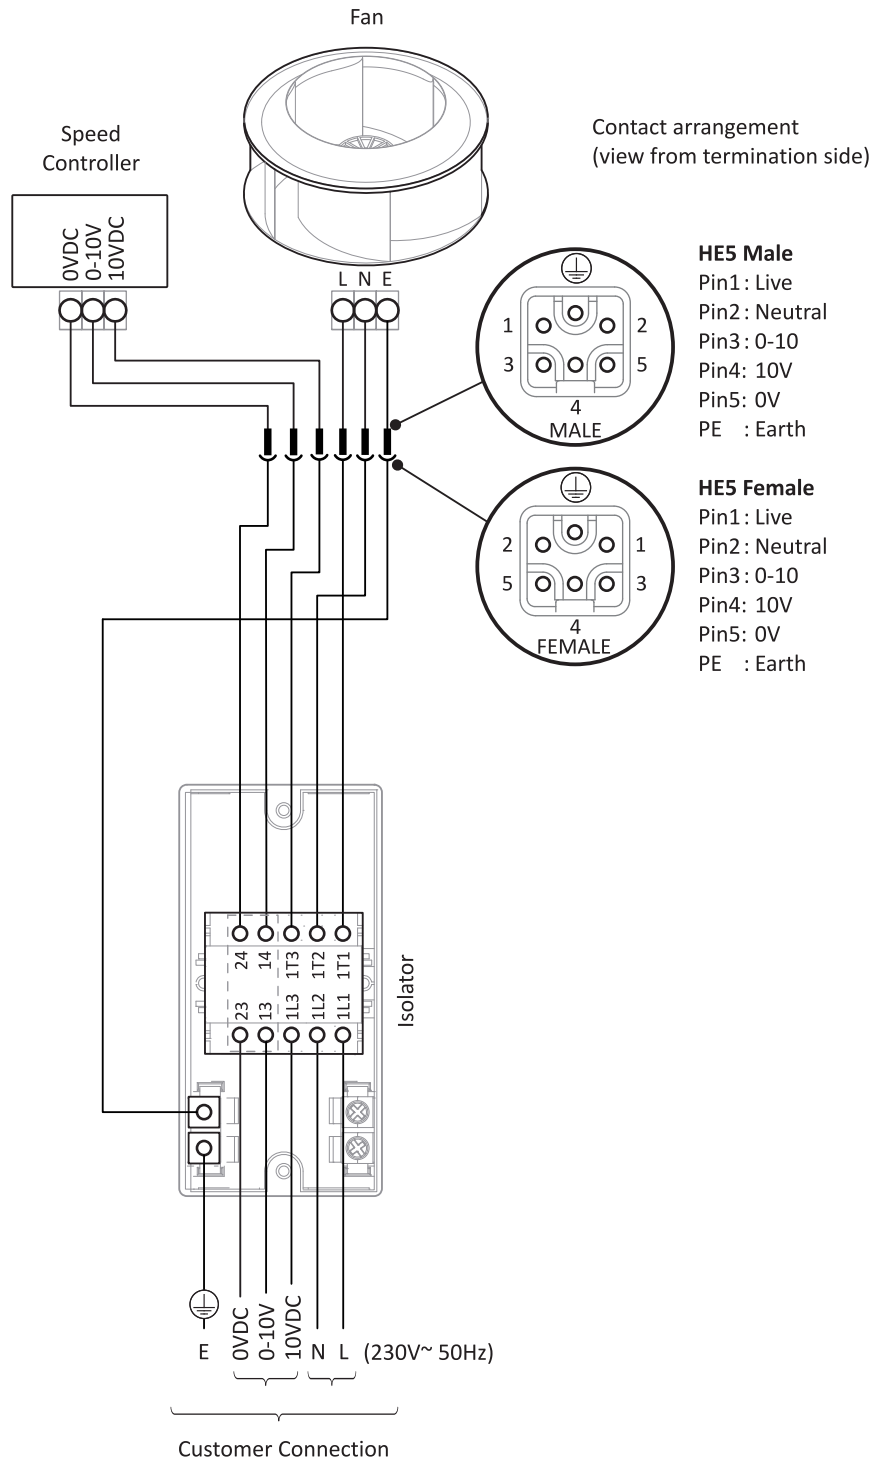 Fan
Speed
Controller
0VDC
0-10V
10VDC
L N E
Contact arrangement
(view from termination side)
1 2
3 5
4
MALE
HE5 Male
Pin1 : Live
Pin2 : Neutral
Pin3 : 0-10
Pin4: 10V
Pin5: 0V
PE : Earth
2 1
5 3
4
FEMALE
HE5 Female
Pin1 : Live
Pin2 : Neutral
Pin3 : 0-10
Pin4: 10V
Pin5: 0V
PE : Earth
24
14
1T3
1T2
1T1
23
13
1L3
1L2
1L1
Isolator
E
0VDC
0-10V
10VDC
N L (230V~ 50Hz)
Customer Connection